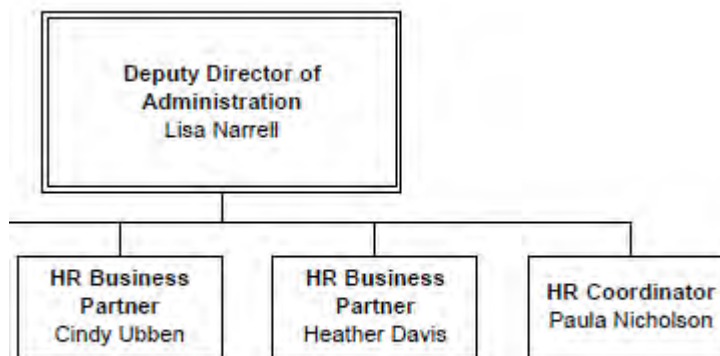 Deputy Director of
Administration
Lisa Narrell
HR Business
Partner
Cindy Ubben
HR Business
Partner
Heather Davis
HR Coordinator
Paula Nicholson